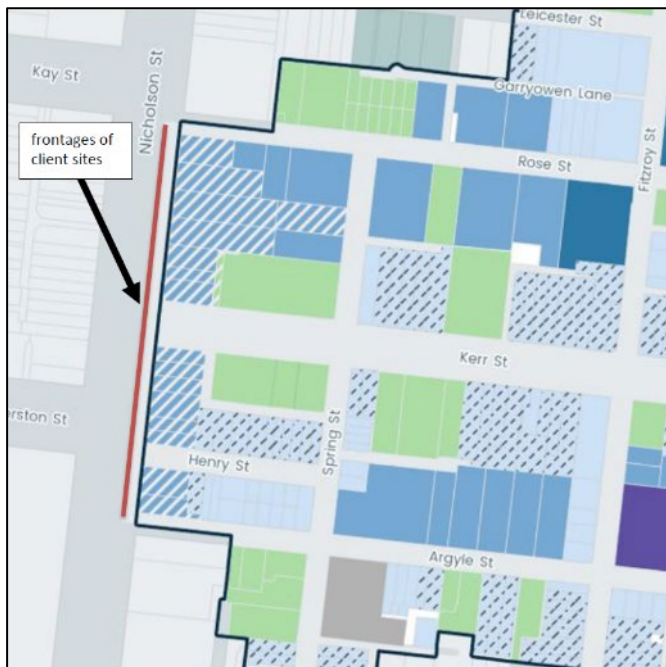 Leicester St
Kay St
Nicholson St
Garryowen Lane
frontages of
client sites
Rose St
Fitzroy St
Kerr St
erston St
Spring St
Henry St
Argyle St